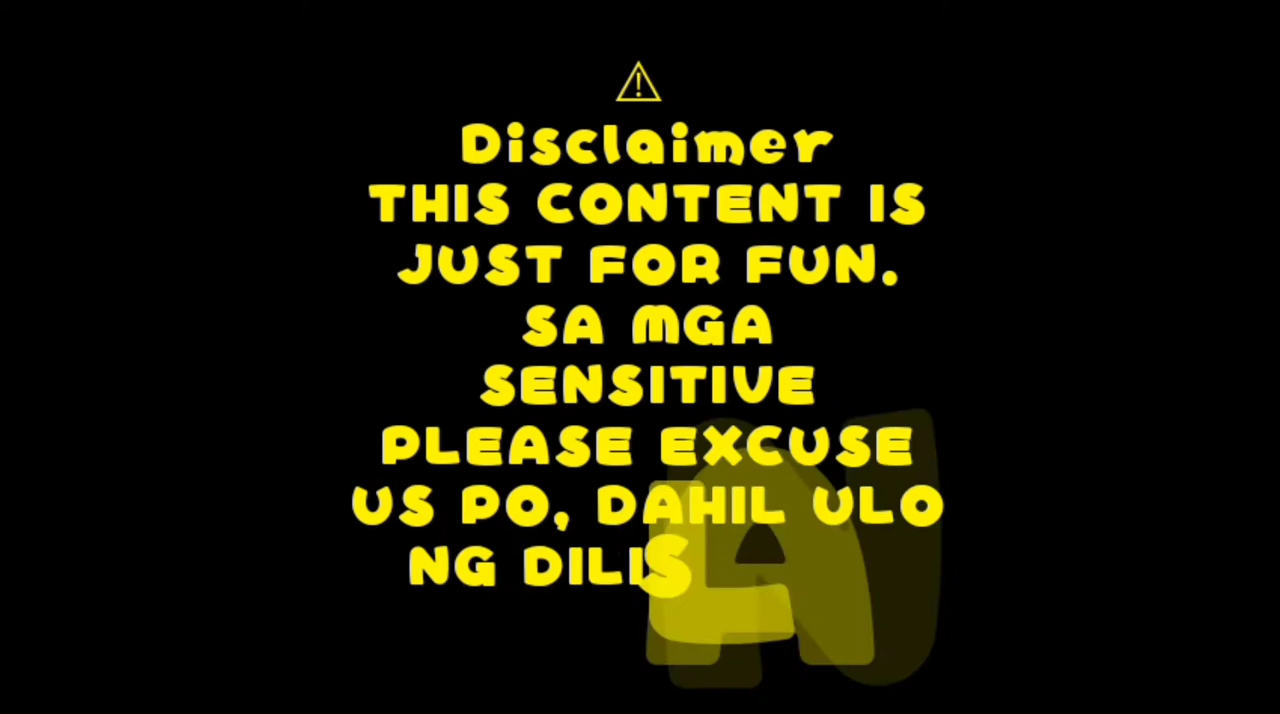 ⚠
Disclaimer
THIS CONTENT IS
JUST FOR FUN.
SA MGA
SENSITIVE
PLEASE EXCUSE
US PO, DAHIL ULO
NG DILIS